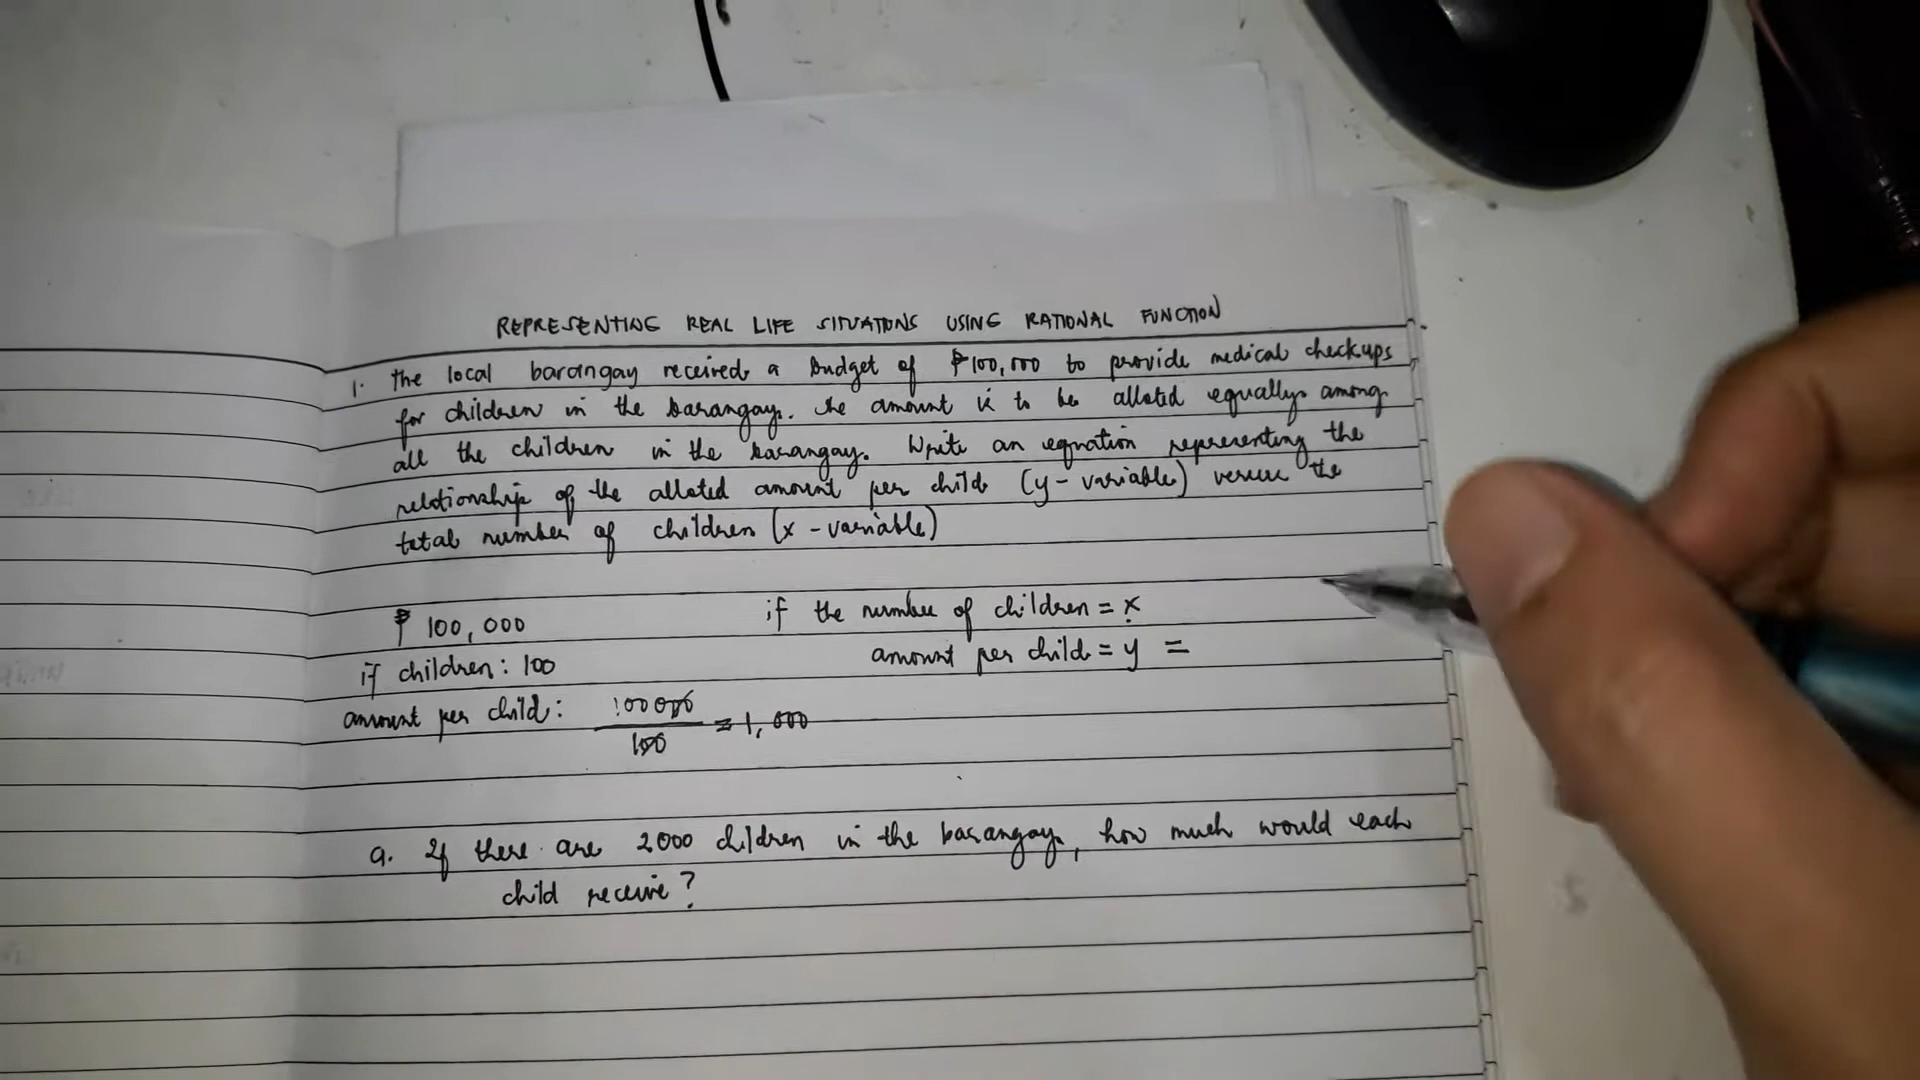 REPRESENTING REAL LIFE SITUATIONS USING RATIONAL FUNCTION
1. The local barangay received a budget of ₱100,000 to provide medical checkups
for children in the barangay. The amount is to be alloted equally among
all the children in the barangay. Write an equation representing the
relationship of the alloted amount per child (y-variable) versus the
total number of children (x-variable)
₱ 100,000
if children: 100
amount per child: 100000/100 = 1,000
if the number of children = x
amount per child = y =
a. If there are 2000 children in the barangay, how much would each
child receive?